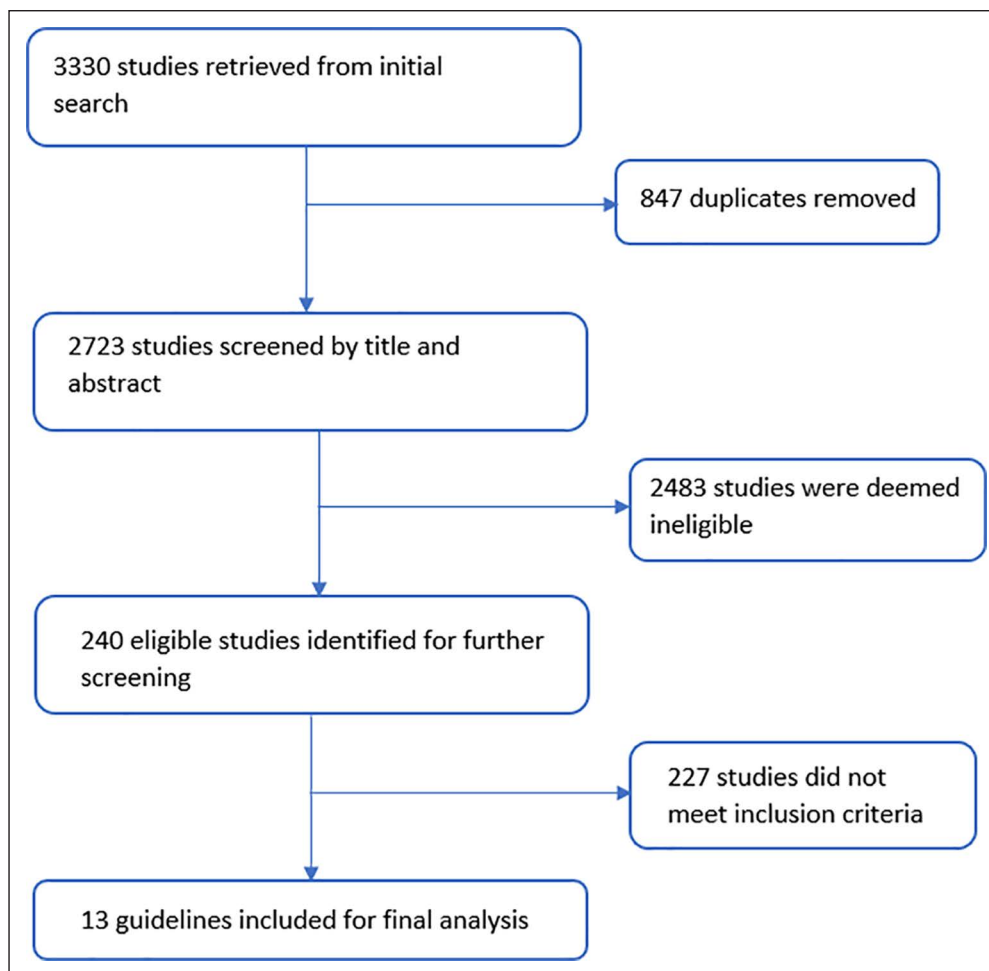 3330 studies retrieved from initial
search
847 duplicates removed
2723 studies screened by title and
abstract
2483 studies were deemed
ineligible
240 eligible studies identified for further
screening
227 studies did not
meet inclusion criteria
13 guidelines included for final analysis